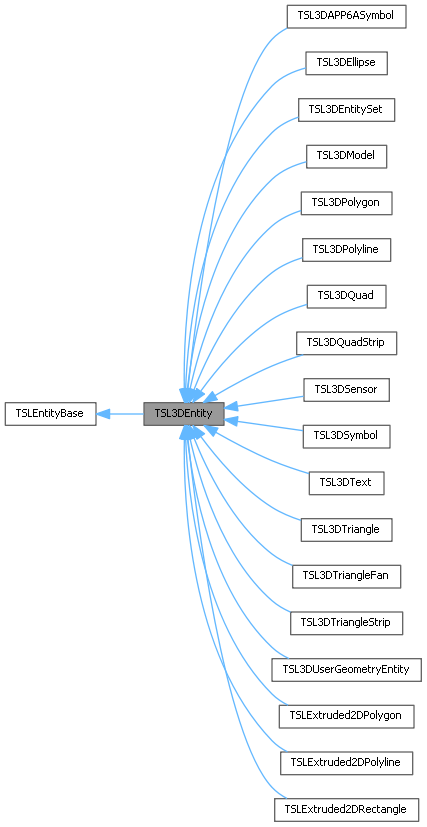 TSL3DAPP6ASymbol
TSL3DEllipse
TSL3DEntitySet
TSL3DModel
TSL3DPolygon
TSL3DPolyline
TSL3DQuad
TSL3DQuadStrip
TSL3DSensor
TSLEntityBase
TSL3DEntity
TSL3DSymbol
TSL3DText
TSL3DTriangle
TSL3DTriangleFan
TSL3DTriangleStrip
TSL3DUserGeometryEntity
TSLExtruded2DPolygon
TSLExtruded2DPolyline
TSLExtruded2DRectangle